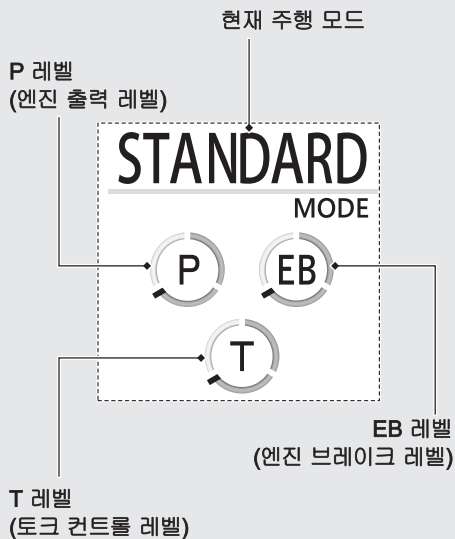 현재 주행 모드
P 레벨
(엔진 출력 레벨)
STANDARD
MODE
P
EB
T
EB 레벨
(엔진 브레이크 레벨)
T 레벨
(토크 컨트롤 레벨)